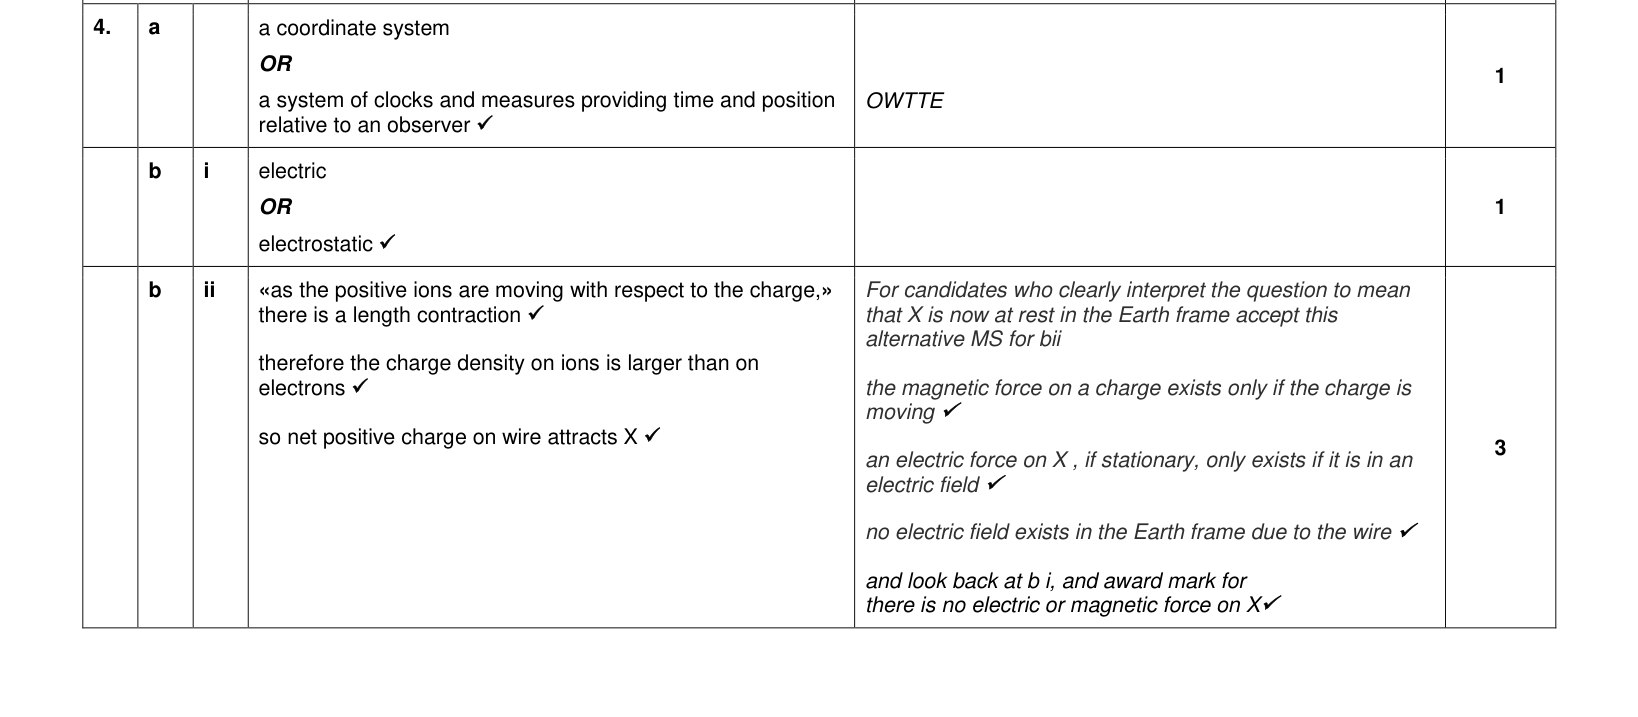 4. a a coordinate system
OR
a system of clocks and measures providing time and position OWTTE
relative to an observer ✓
1
b i electric
OR
electrostatic ✓
1
b ii «as the positive ions are moving with respect to the charge,»
there is a length contraction ✓
therefore the charge density on ions is larger than on
electrons ✓
so net positive charge on wire attracts X ✓
For candidates who clearly interpret the question to mean
that X is now at rest in the Earth frame accept this
alternative MS for bii
the magnetic force on a charge exists only if the charge is
moving ✓
an electric force on X , if stationary, only exists if it is in an
electric field ✓
no electric field exists in the Earth frame due to the wire ✓
and look back at b i, and award mark for
there is no electric or magnetic force on X✓
3